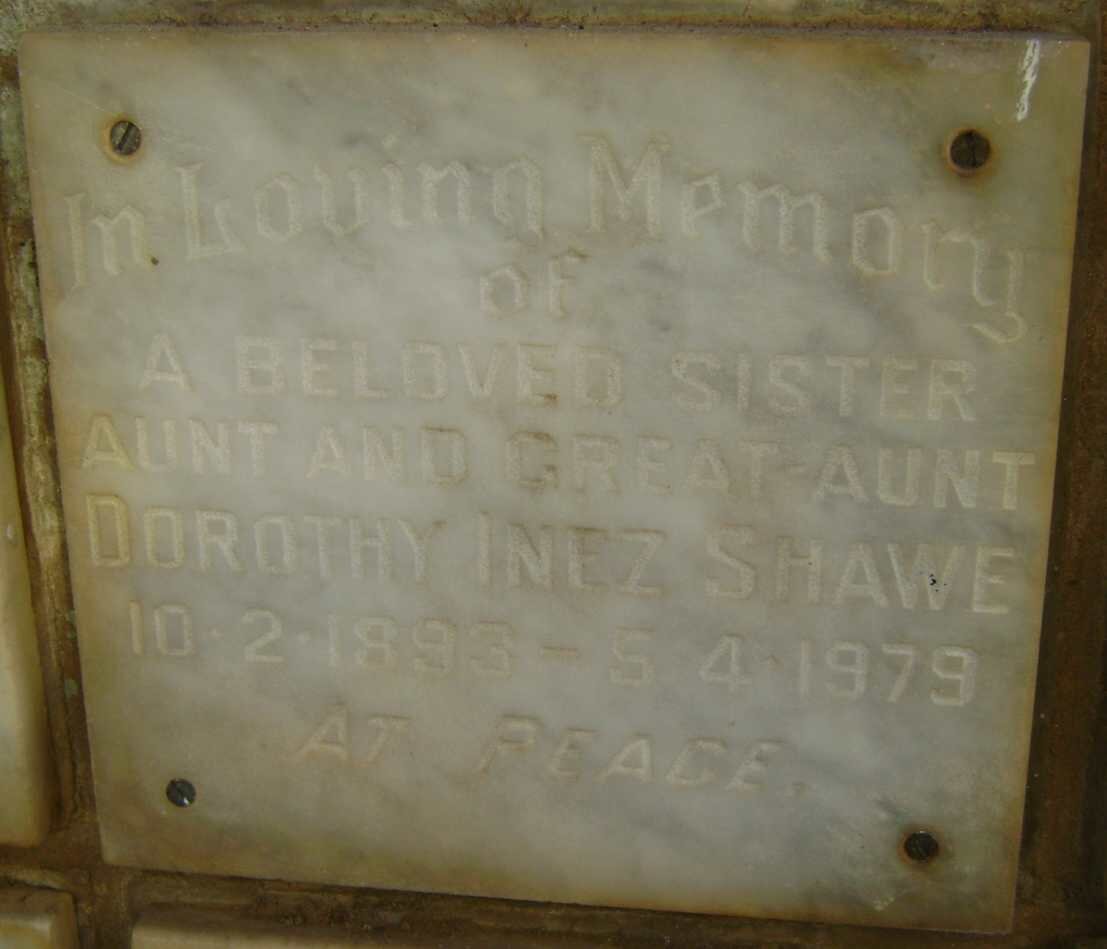 In Loving Memory
of
A BELOVED SISTER
AUNT AND GREAT-AUNT
DOROTHY INEZ SHAWE
10·2·1893 – 5·4·1979
AT PEACE.